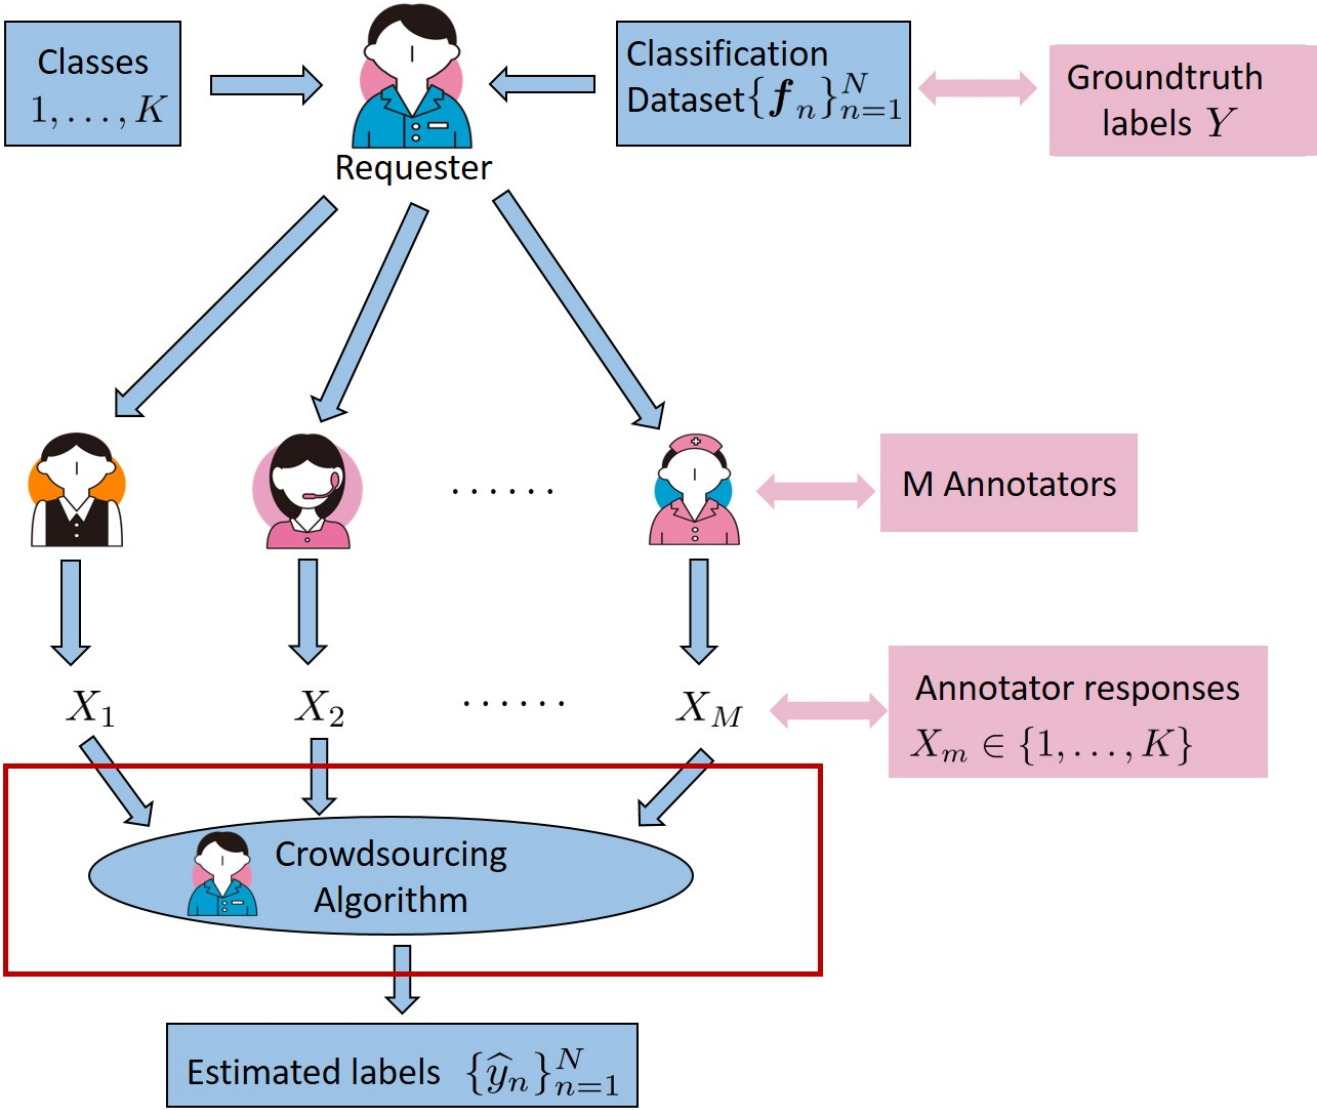 Classes
1, . . . , K
Classification
Dataset{f_n}_{n=1}^N
Groundtruth
labels Y
Requester
. . . . . .
M Annotators
X_1
X_2
. . . . . .
X_M
Annotator responses
X_m ∈ {1, . . . , K}
Crowdsourcing
Algorithm
Estimated labels {ŷ_n}_{n=1}^N